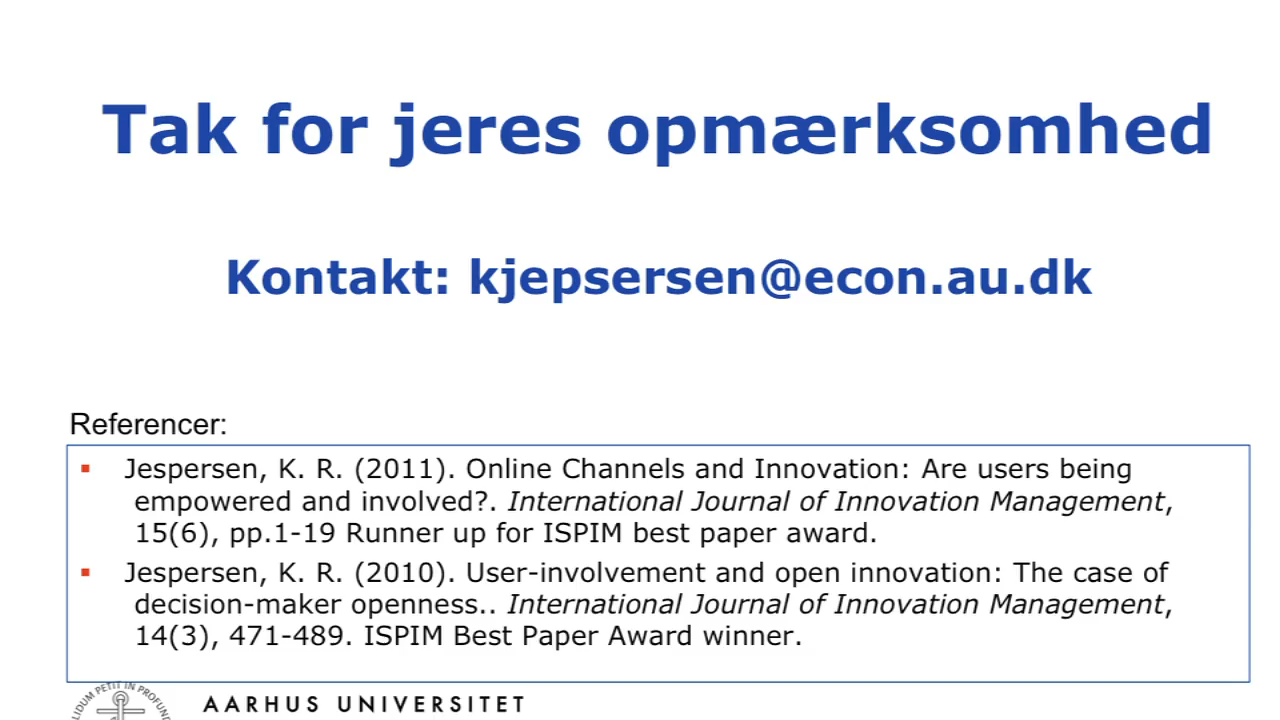 Tak for jeres opmærksomhed
Kontakt: kjepsersen@econ.au.dk
Referencer:
▪ Jespersen, K. R. (2011). Online Channels and Innovation: Are users being
empowered and involved?. International Journal of Innovation Management,
15(6), pp.1-19 Runner up for ISPIM best paper award.
▪ Jespersen, K. R. (2010). User-involvement and open innovation: The case of
decision-maker openness.. International Journal of Innovation Management,
14(3), 471-489. ISPIM Best Paper Award winner.
PETIT IN
AARHUS UNIVERSITET